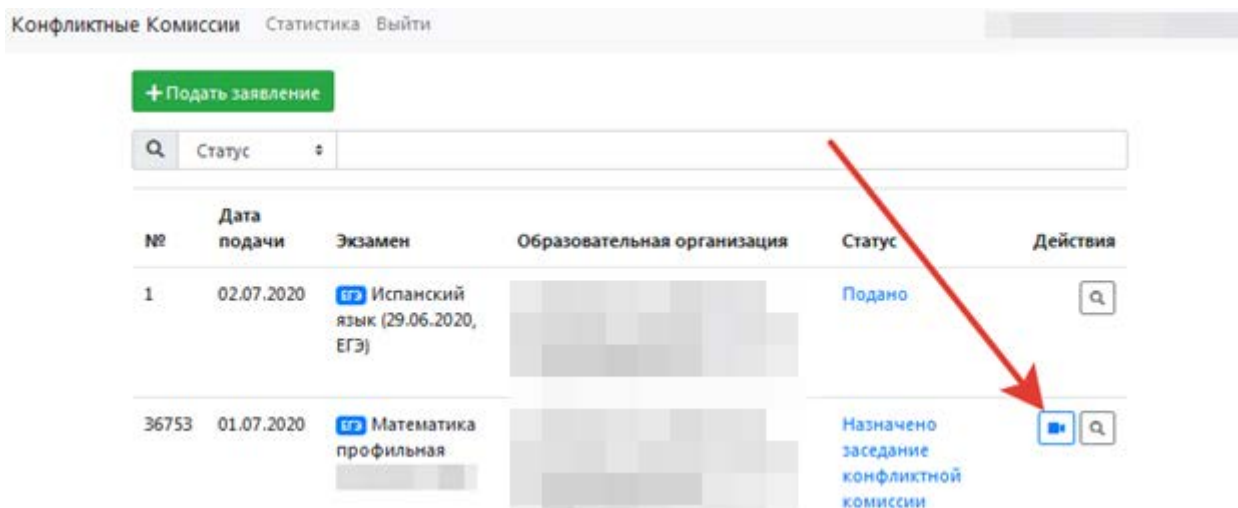 Конфликтные Комиссии Статистика Выйти
+ Подать заявление
Статус
№ Дата подачи Экзамен Образовательная организация Статус Действия
1 02.07.2020 ЕГЭ Испанский Подано
язык (29.06.2020,
ЕГЭ)
36753 01.07.2020 ЕГЭ Математика Назначено
профильная заседание
конфликтной
комиссии